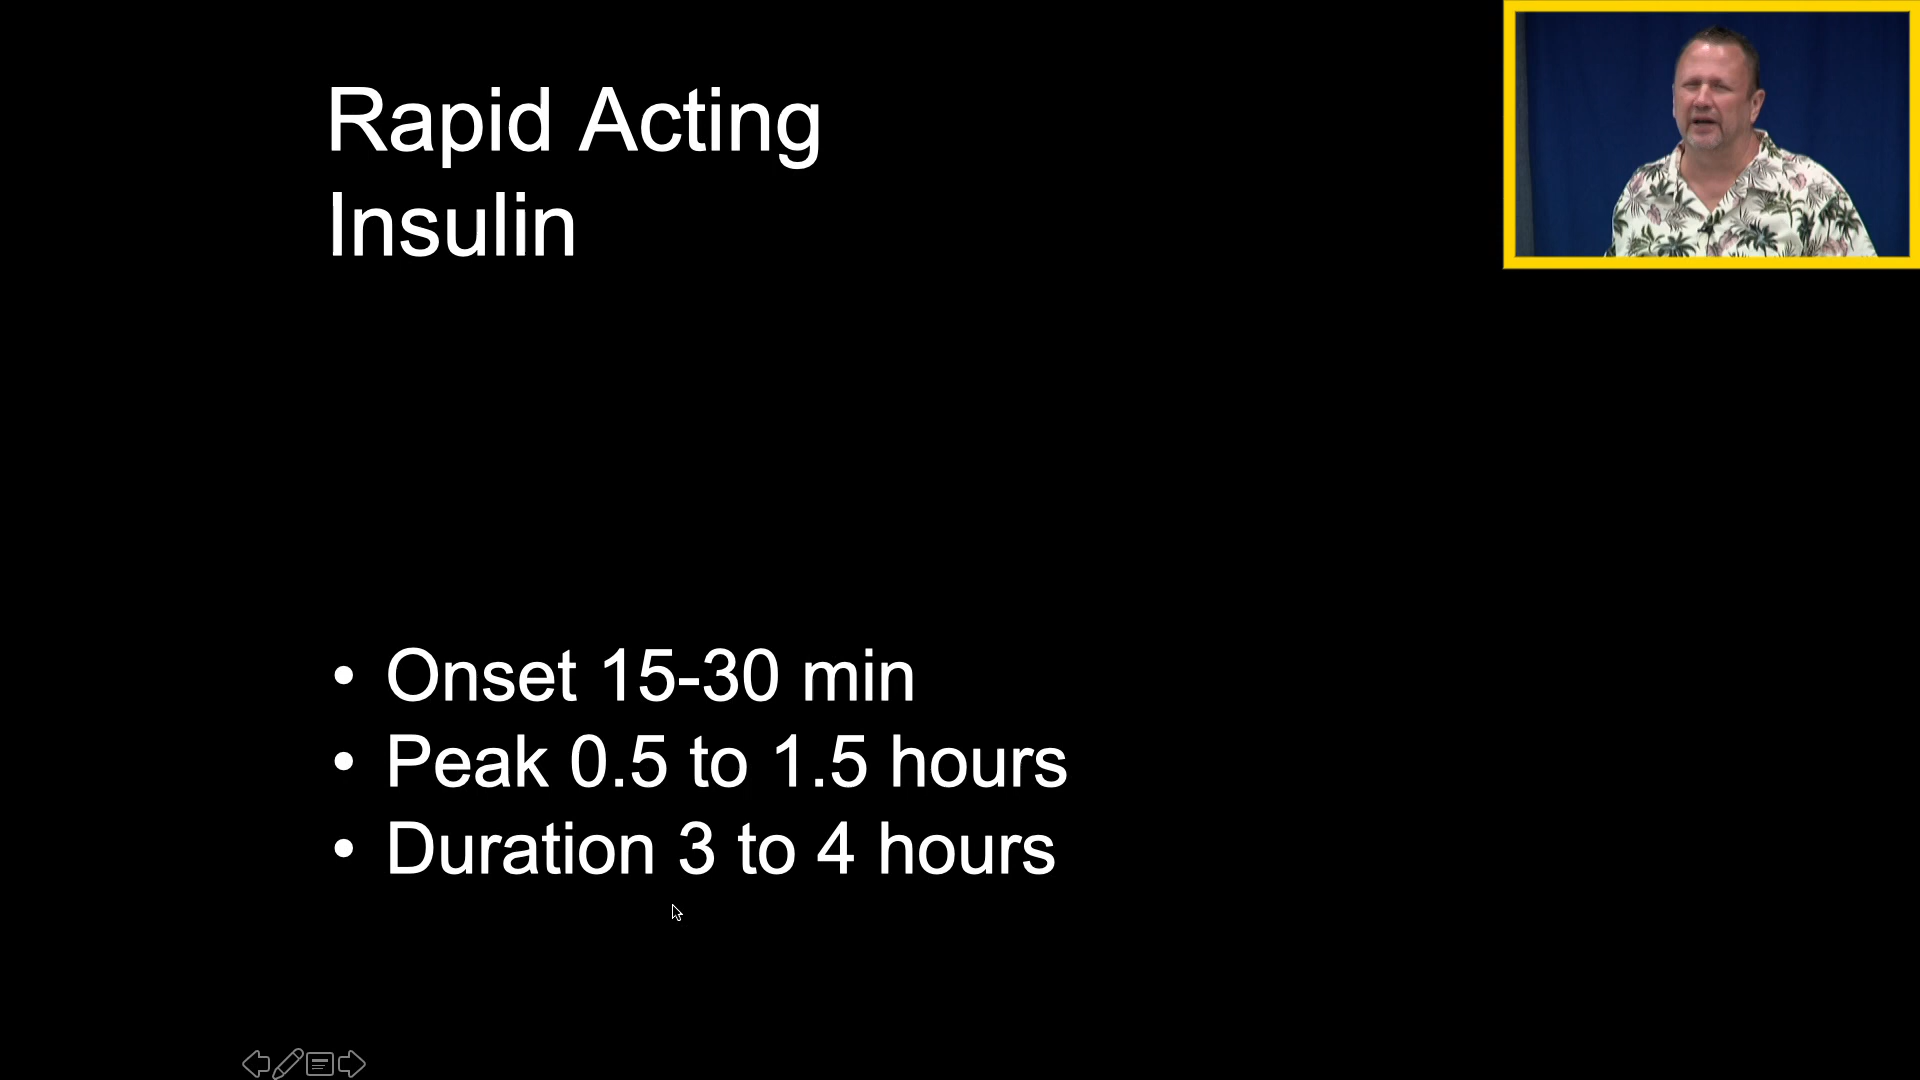 Rapid Acting
Insulin
• Onset 15-30 min
• Peak 0.5 to 1.5 hours
• Duration 3 to 4 hours